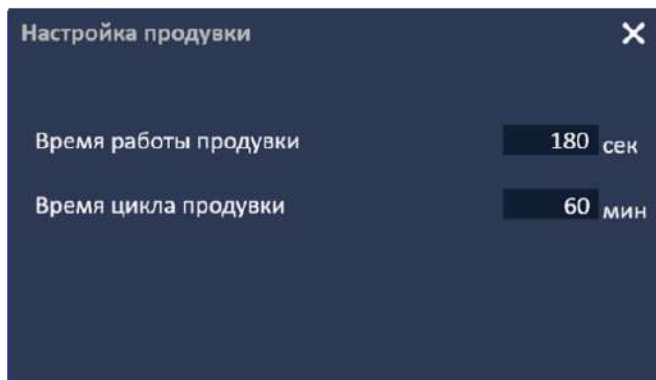 Настройка продувки
Время работы продувки 180 сек
Время цикла продувки 60 мин